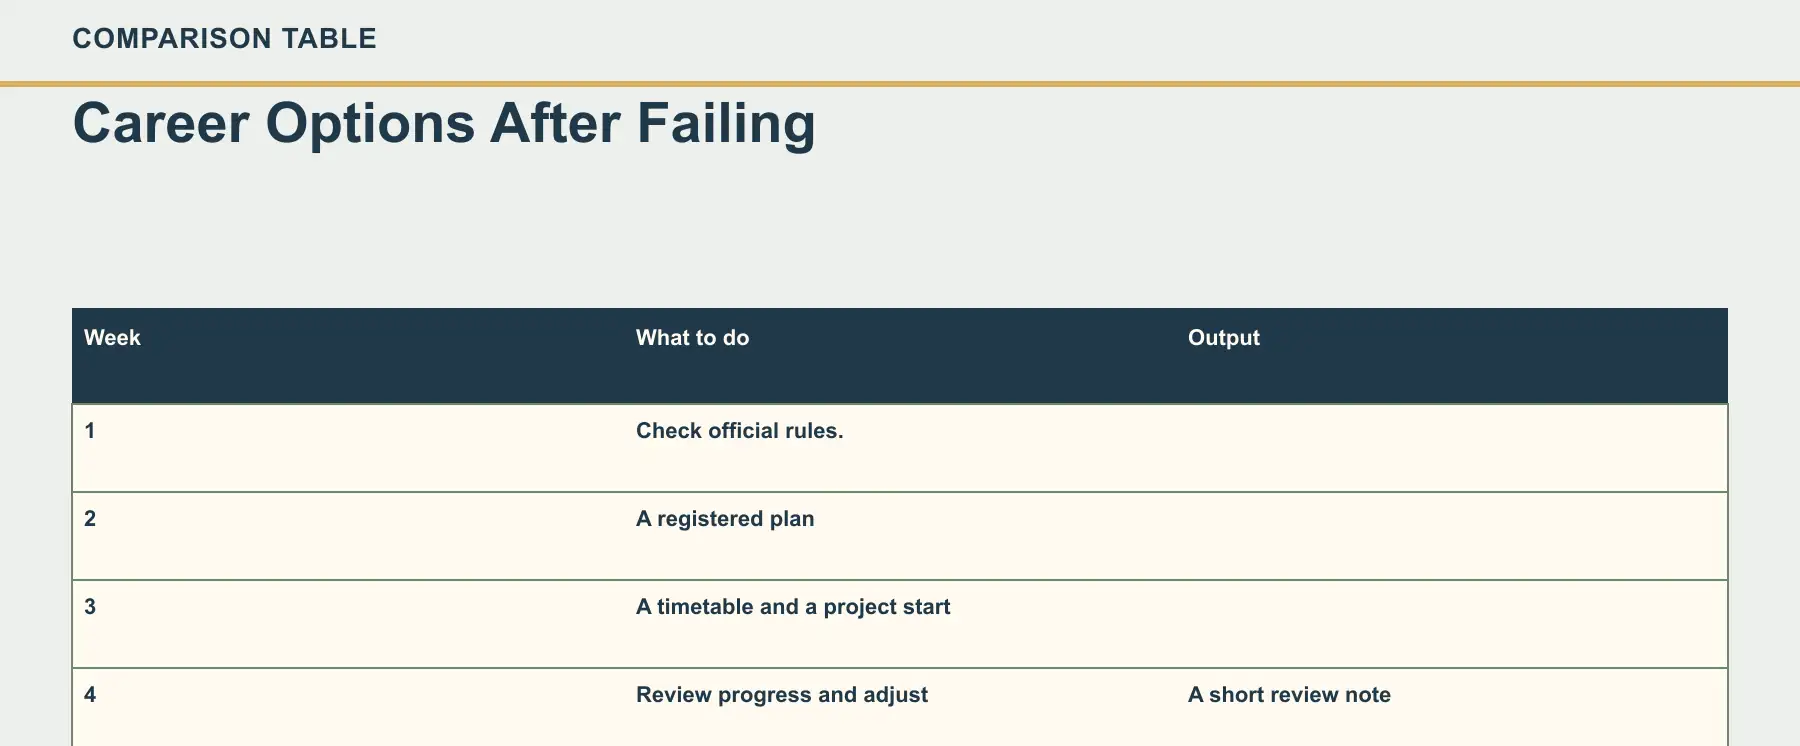 COMPARISON TABLE
Career Options After Failing
Week What to do Output
1 Check official rules.
2 A registered plan
3 A timetable and a project start
4 Review progress and adjust A short review note